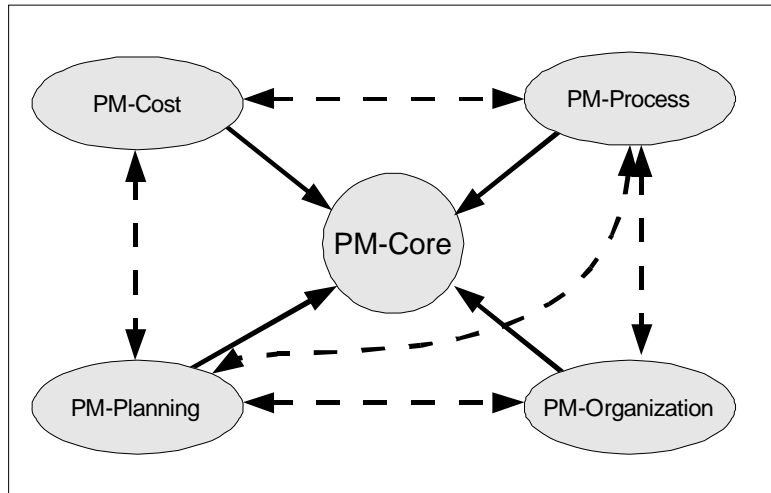 PM-Cost
PM-Process
PM-Core
PM-Planning
PM-Organization